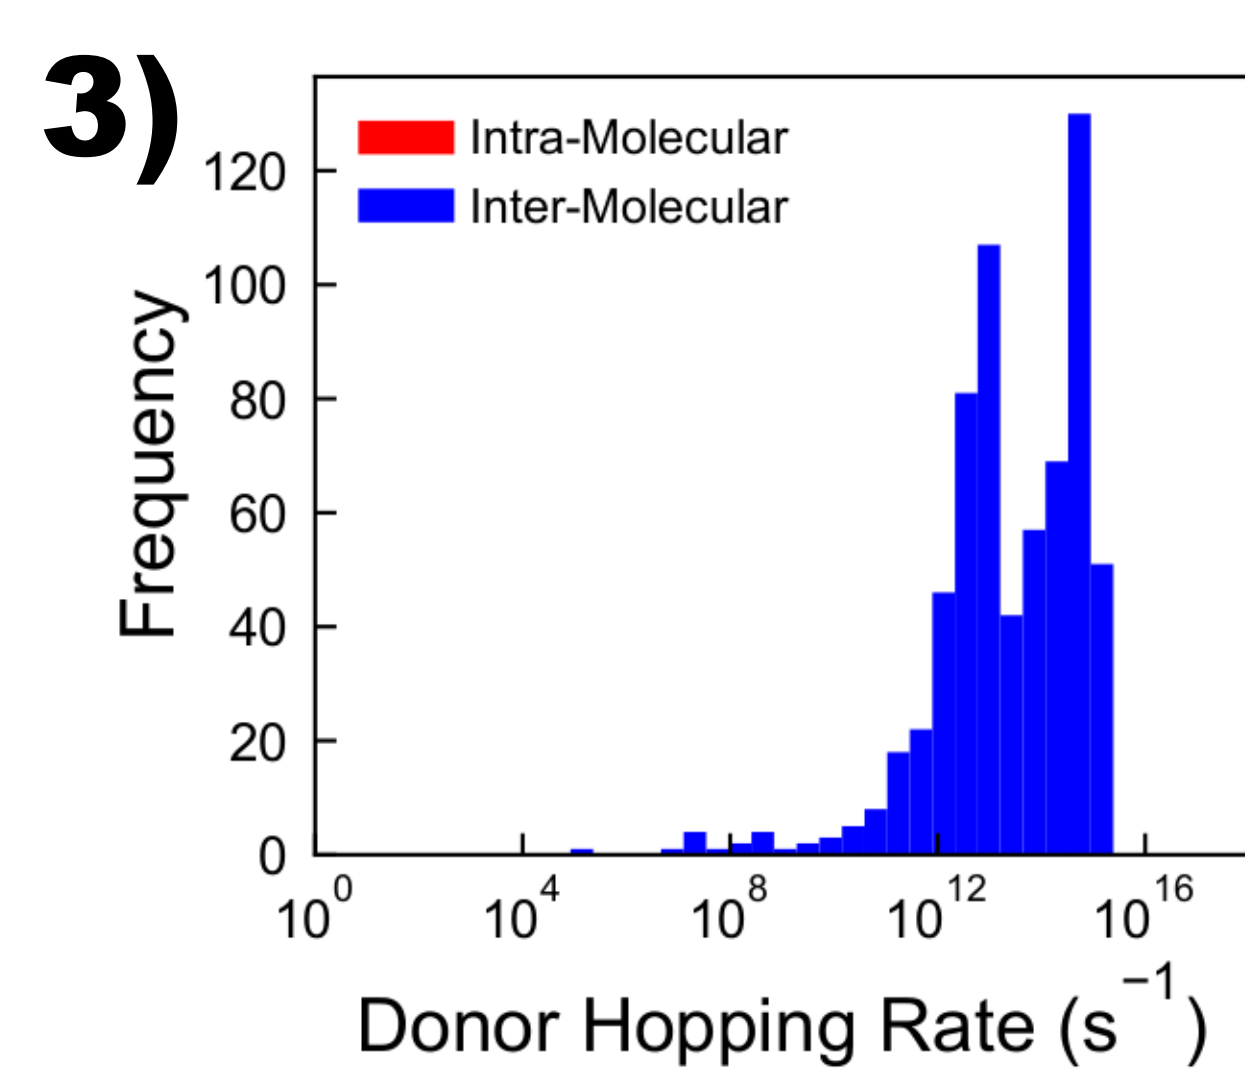 3)
Intra-Molecular
Inter-Molecular
Frequency
120
100
80
60
40
20
0
10^0 10^4 10^8 10^12 10^16
Donor Hopping Rate (s^−1)